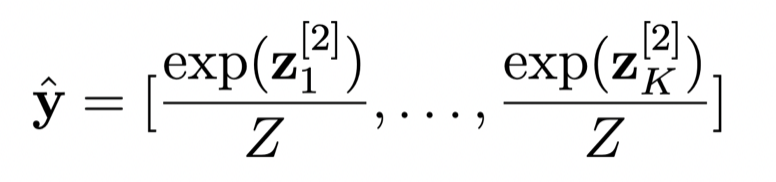 ŷ = [exp(z₁^[2])/Z, . . . , exp(z_K^[2])/Z]